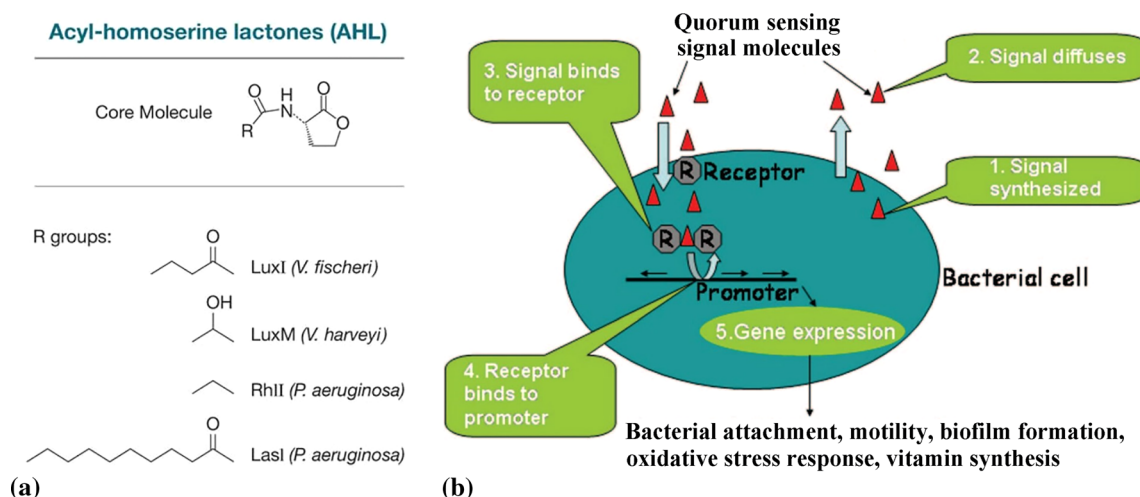 Acyl-homoserine lactones (AHL)
Core Molecule
O
H
N
O
R
O
R groups:
O
LuxI (V. fischeri)
OH
LuxM (V. harveyi)
RhlI (P. aeruginosa)
O
LasI (P. aeruginosa)
(a)
Quorum sensing
signal molecules
3. Signal binds
to receptor
2. Signal diffuses
R Receptor
1. Signal
synthesized
R R
Promoter
Bacterial cell
5.Gene expression
4. Receptor
binds to
promoter
Bacterial attachment, motility, biofilm formation,
oxidative stress response, vitamin synthesis
(b)